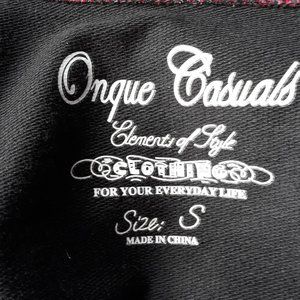 Onque Casuals
Elements of Style
CLOTHING
FOR YOUR EVERYDAY LIFE
Size: S
MADE IN CHINA